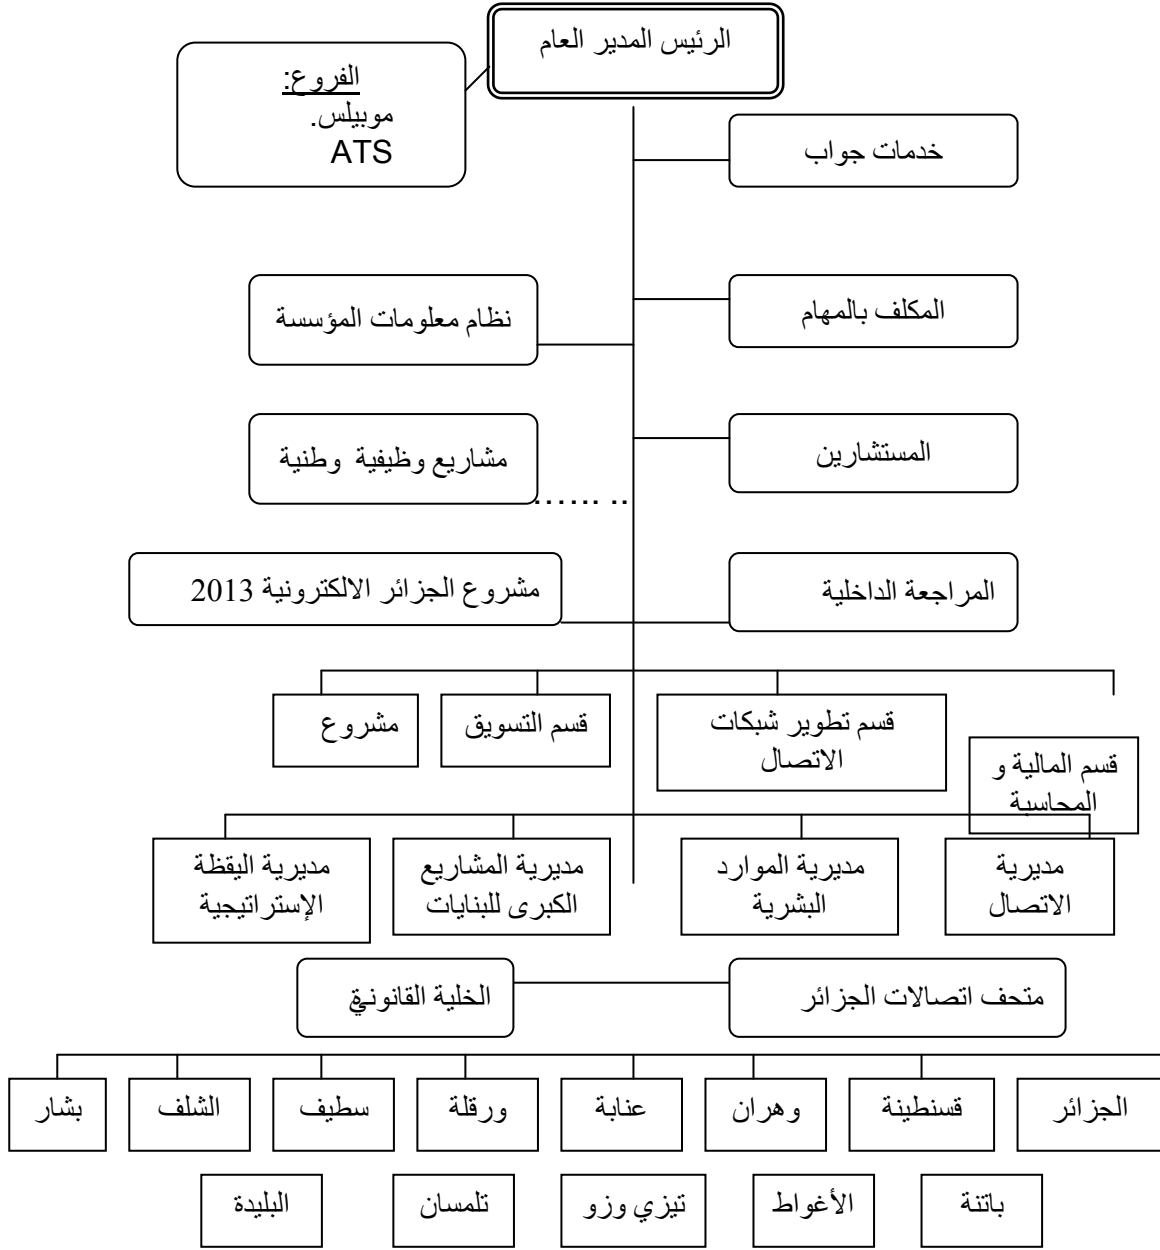 الرئيس المدير العام
الفروع:
موبيلس.
ATS
خدمات جواب
المكلف بالمهام
نظام معلومات المؤسسة
المستشارين
مشاريع وظيفية وطنية
...... ..
المراجعة الداخلية
مشروع الجزائر الالكترونية 2013
قسم المالية و
المحاسبة
قسم تطوير شبكات
الاتصال
قسم التسويق
مشروع
مديرية
الاتصال
مديرية الموارد
البشرية
مديرية المشاريع
الكبرى للبنايات
مديرية اليقظة
الإستراتيجية
متحف اتصالات الجزائر
الخلية القانونية
الجزائر
قسنطينة
وهران
عنابة
ورقلة
سطيف
الشلف
بشار
باتنة
الأغواط
تيزي وزو
تلمسان
البليدة